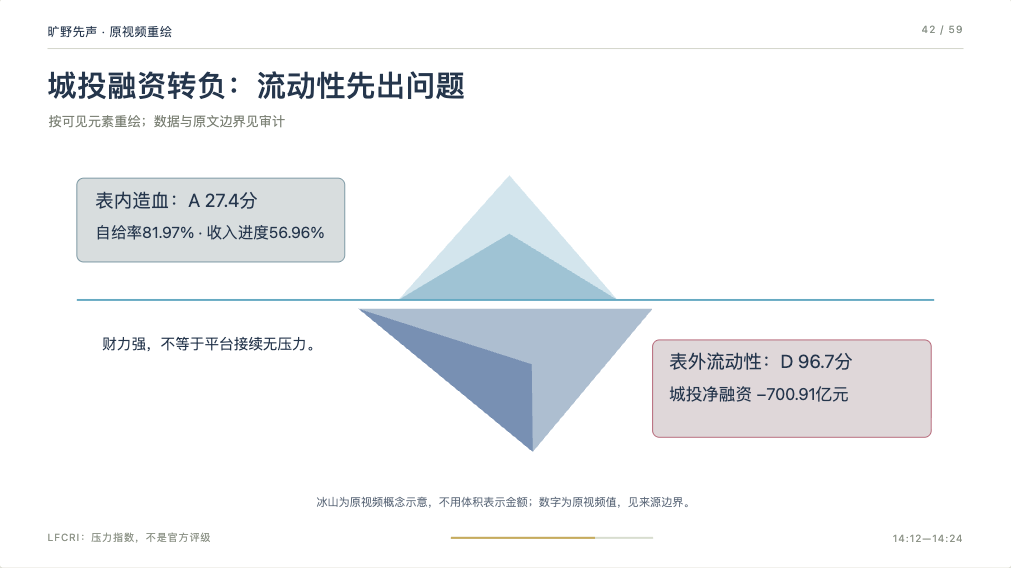 旷野先声 · 原视频重绘
42 / 59
城投融资转负：流动性先出问题
按可见元素重绘；数据与原文边界见审计
表内造血：A 27.4分
自给率81.97% · 收入进度56.96%
财力强，不等于平台接续无压力。
表外流动性：D 96.7分
城投净融资 −700.91亿元
冰山为原视频概念示意，不用体积表示金额；数字为原视频值，见来源边界。
LFCRI：压力指数，不是官方评级
14:12—14:24